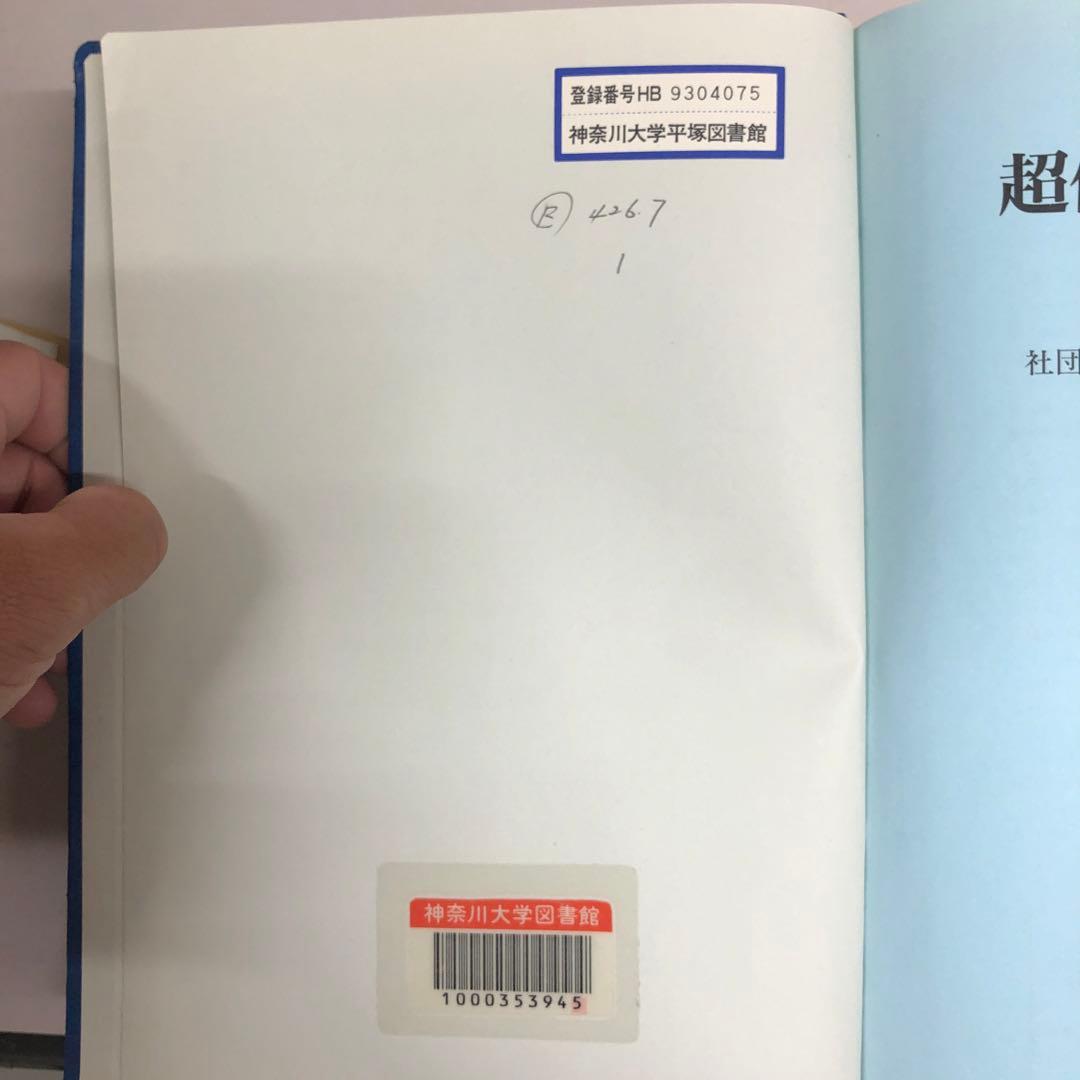 登録番号HB 9304075
神奈川大学平塚図書館
R 426.7
1
超
社団
神奈川大学図書館
1000353945